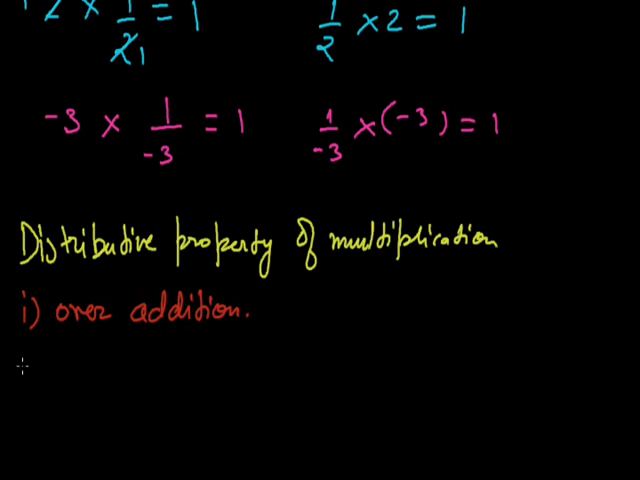 2 × 1/21 = 1 1/2 × 2 = 1
-3 × 1/-3 = 1 1/-3 × (-3) = 1
Distributive property of multiplication
i) over addition.